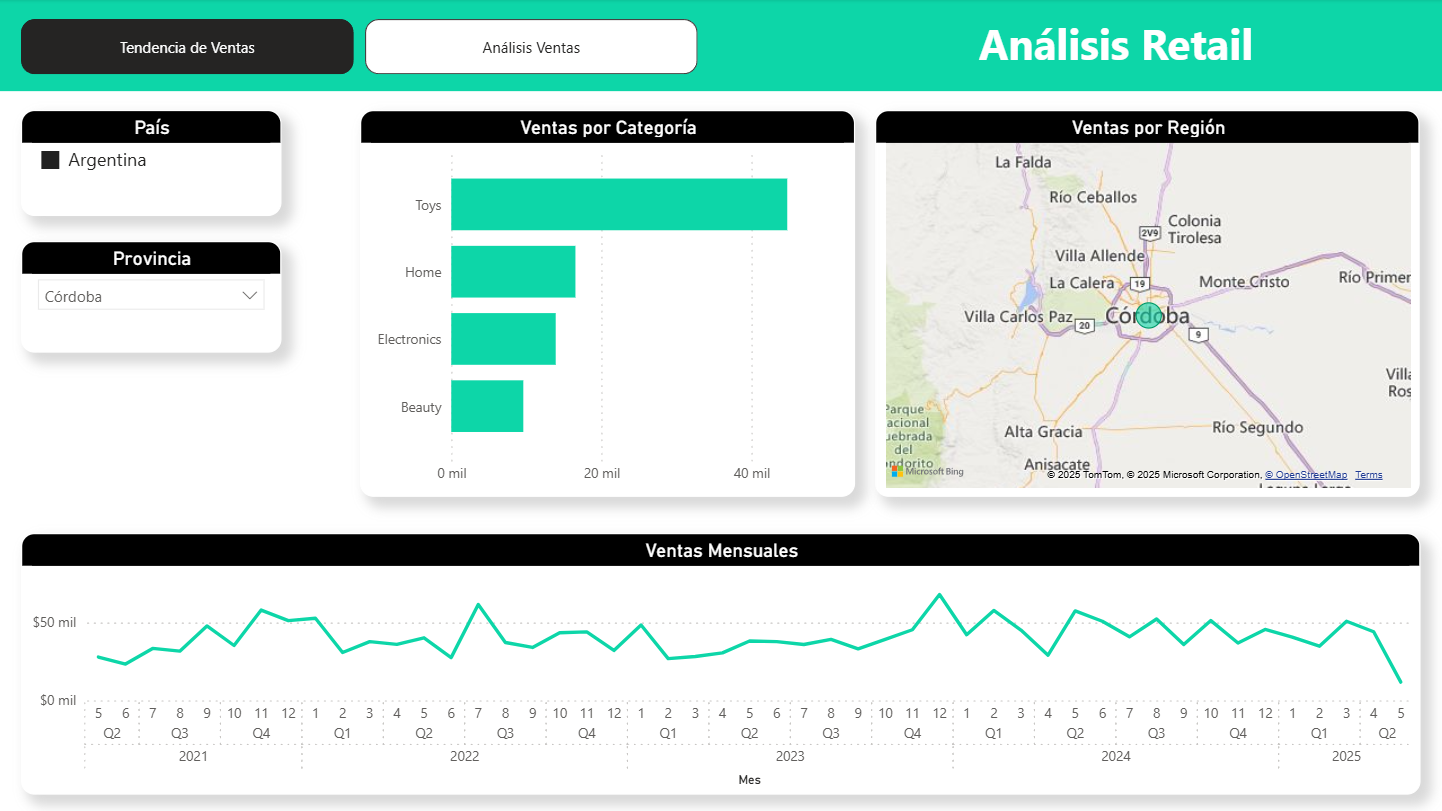 Tendencia de Ventas
Análisis Ventas
Análisis Retail
País
Argentina
Provincia
Córdoba
Ventas por Categoría
Toys
Home
Electronics
Beauty
0 mil 20 mil 40 mil
Ventas por Región
La Falda
Río Ceballos
Colonia
Tirolesa
2V9
Villa Allende
La Calera
19
Monte Cristo
Río Primer
Villa Carlos Paz
20
Córdoba
9
Villa
Ros
Parque
acional
uebrada
del
ondorito
Alta Gracia
Río Segundo
Anisacate
Microsoft Bing
© 2025 TomTom, © 2025 Microsoft Corporation, © OpenStreetMap Terms
Ventas Mensuales
$50 mil
$0 mil
5 6 7 8 9 10 11 12 1 2 3 4 5 6 7 8 9 10 11 12 1 2 3 4 5 6 7 8 9 10 11 12 1 2 3 4 5 6 7 8 9 10 11 12 1 2 3 4 5
Q2 Q3 Q4 Q1 Q2 Q3 Q4 Q1 Q2 Q3 Q4 Q1 Q2 Q3 Q4 Q1 Q2
2021 2022 2023 2024 2025
Mes